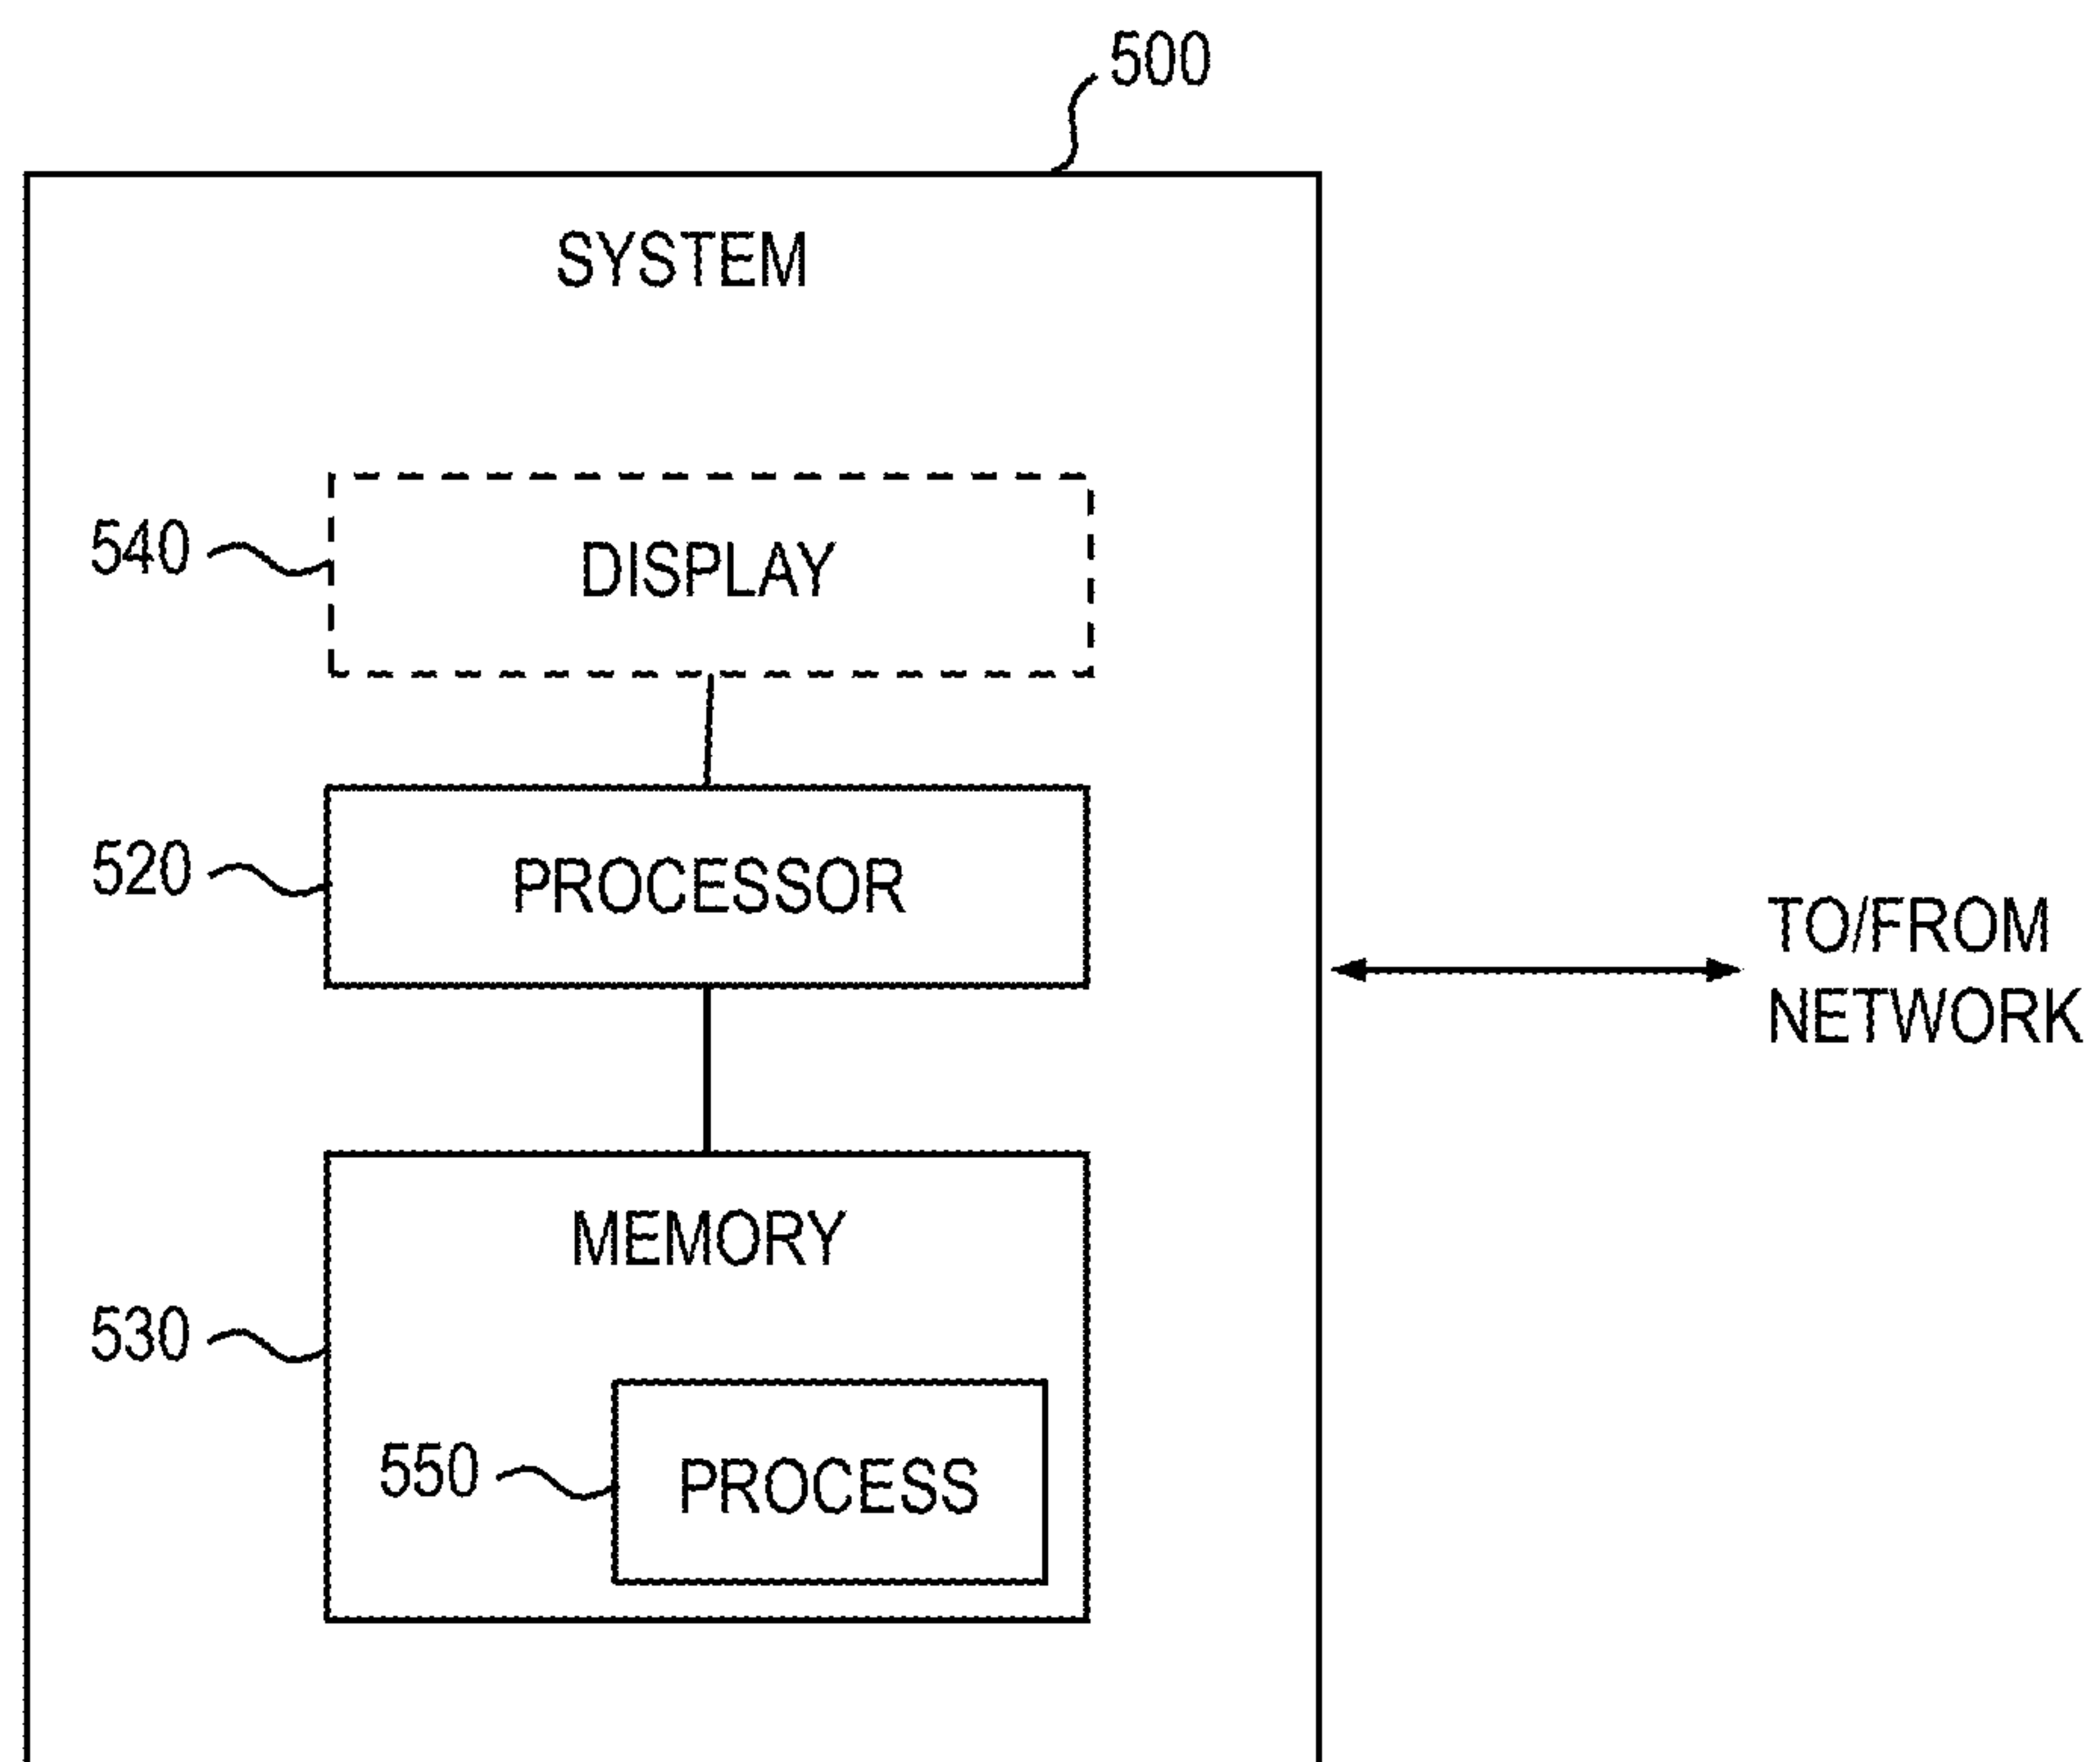 500
SYSTEM
540
DISPLAY
520
PROCESSOR
TO/FROM
NETWORK
MEMORY
530
550
PROCESS